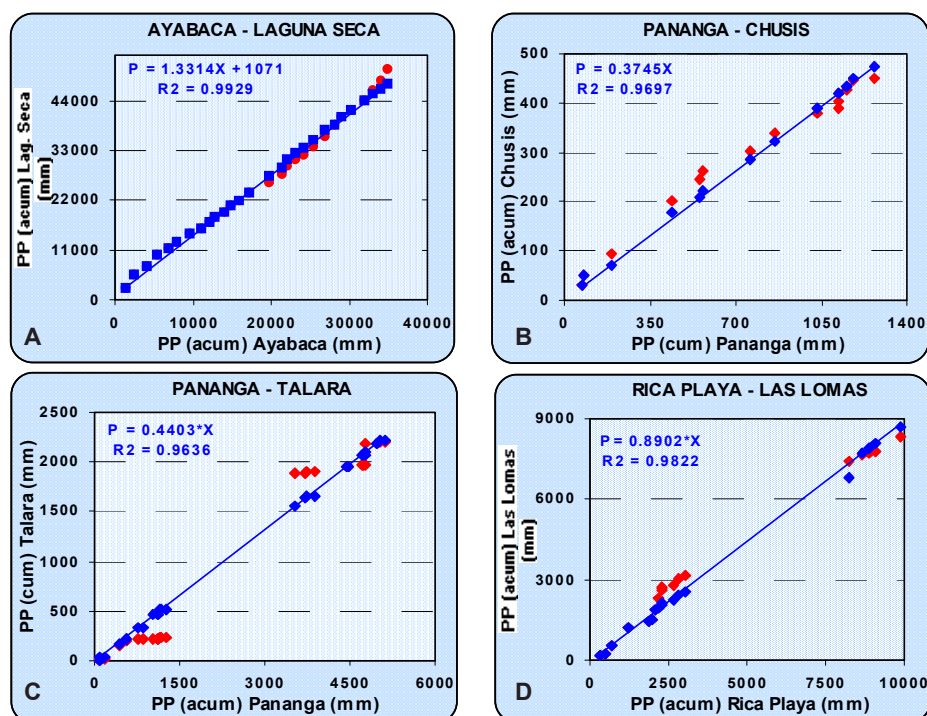 AYABACA - LAGUNA SECA
P = 1.3314X + 1071
R2 = 0.9929
PP (acum) Lag. Seca
(mm)
44000
33000
22000
11000
0
0 10000 20000 30000 40000
A
PP (acum) Ayabaca (mm)
PANANGA - CHUSIS
P = 0.3745X
R2 = 0.9697
PP (acum) Chusis (mm)
500
400
300
200
100
0
0 350 700 1050 1400
B
PP (cum) Pananga (mm)
PANANGA - TALARA
P = 0.4403*X
R2 = 0.9636
PP (cum) Talara (mm)
2500
2000
1500
1000
500
0
0 1500 3000 4500 6000
C
PP (acum) Pananga (mm)
RICA PLAYA - LAS LOMAS
P=0.8902*X
R2 = 0.9822
PP (acum) Las Lomas
(mm)
9000
6000
3000
0
0 2500 5000 7500 10000
D
PP (acum) Rica Playa (mm)